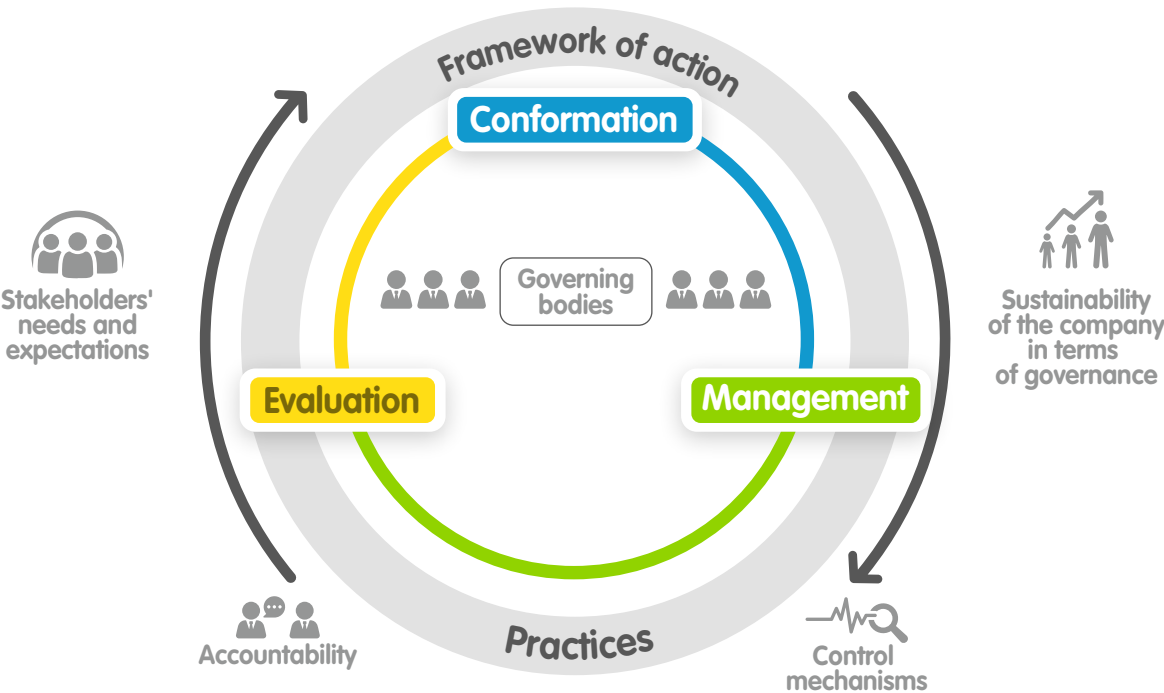 Framework of action
Conformation
Governing
bodies
Stakeholders'
needs and
expectations
Sustainability
of the company
in terms
of governance
Evaluation
Management
Practices
Accountability
Control
mechanisms